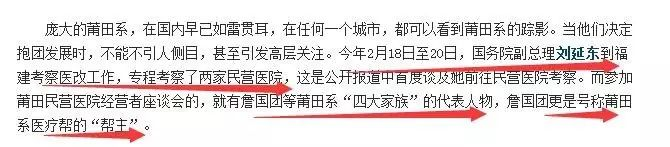 庞大的莆田系，在国内早已如雷贯耳，在任何一个城市，都可以看到莆田系的踪影。当他们决定
抱团发展时，不能不引人侧目，甚至引发高层关注。今年2月18日至20日，国务院副总理刘延东到福
建考察医改工作，专程考察了两家民营医院，这是公开报道中首度谈及她前往民营医院考察。而参加
莆田民营医院经营者座谈会的，就有詹国团等莆田系“四大家族”的代表人物，詹国团更是号称莆田
系医疗帮的“帮主”。